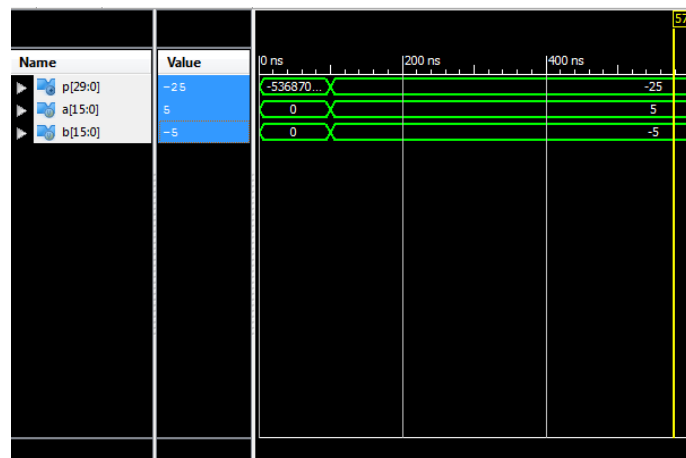 57
Name Value 0 ns 200 ns 400 ns
p[29:0] -25 -536870... -25
a[15:0] 5 0 5
b[15:0] -5 0 -5